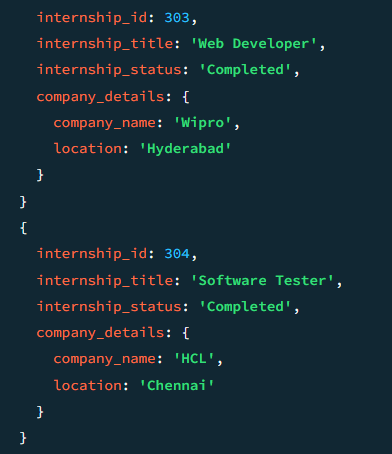 internship_id: 303,
internship_title: 'Web Developer',
internship_status: 'Completed',
company_details: {
company_name: 'Wipro',
location: 'Hyderabad'
}
}
{
internship_id: 304,
internship_title: 'Software Tester',
internship_status: 'Completed',
company_details: {
company_name: 'HCL',
location: 'Chennai'
}
}